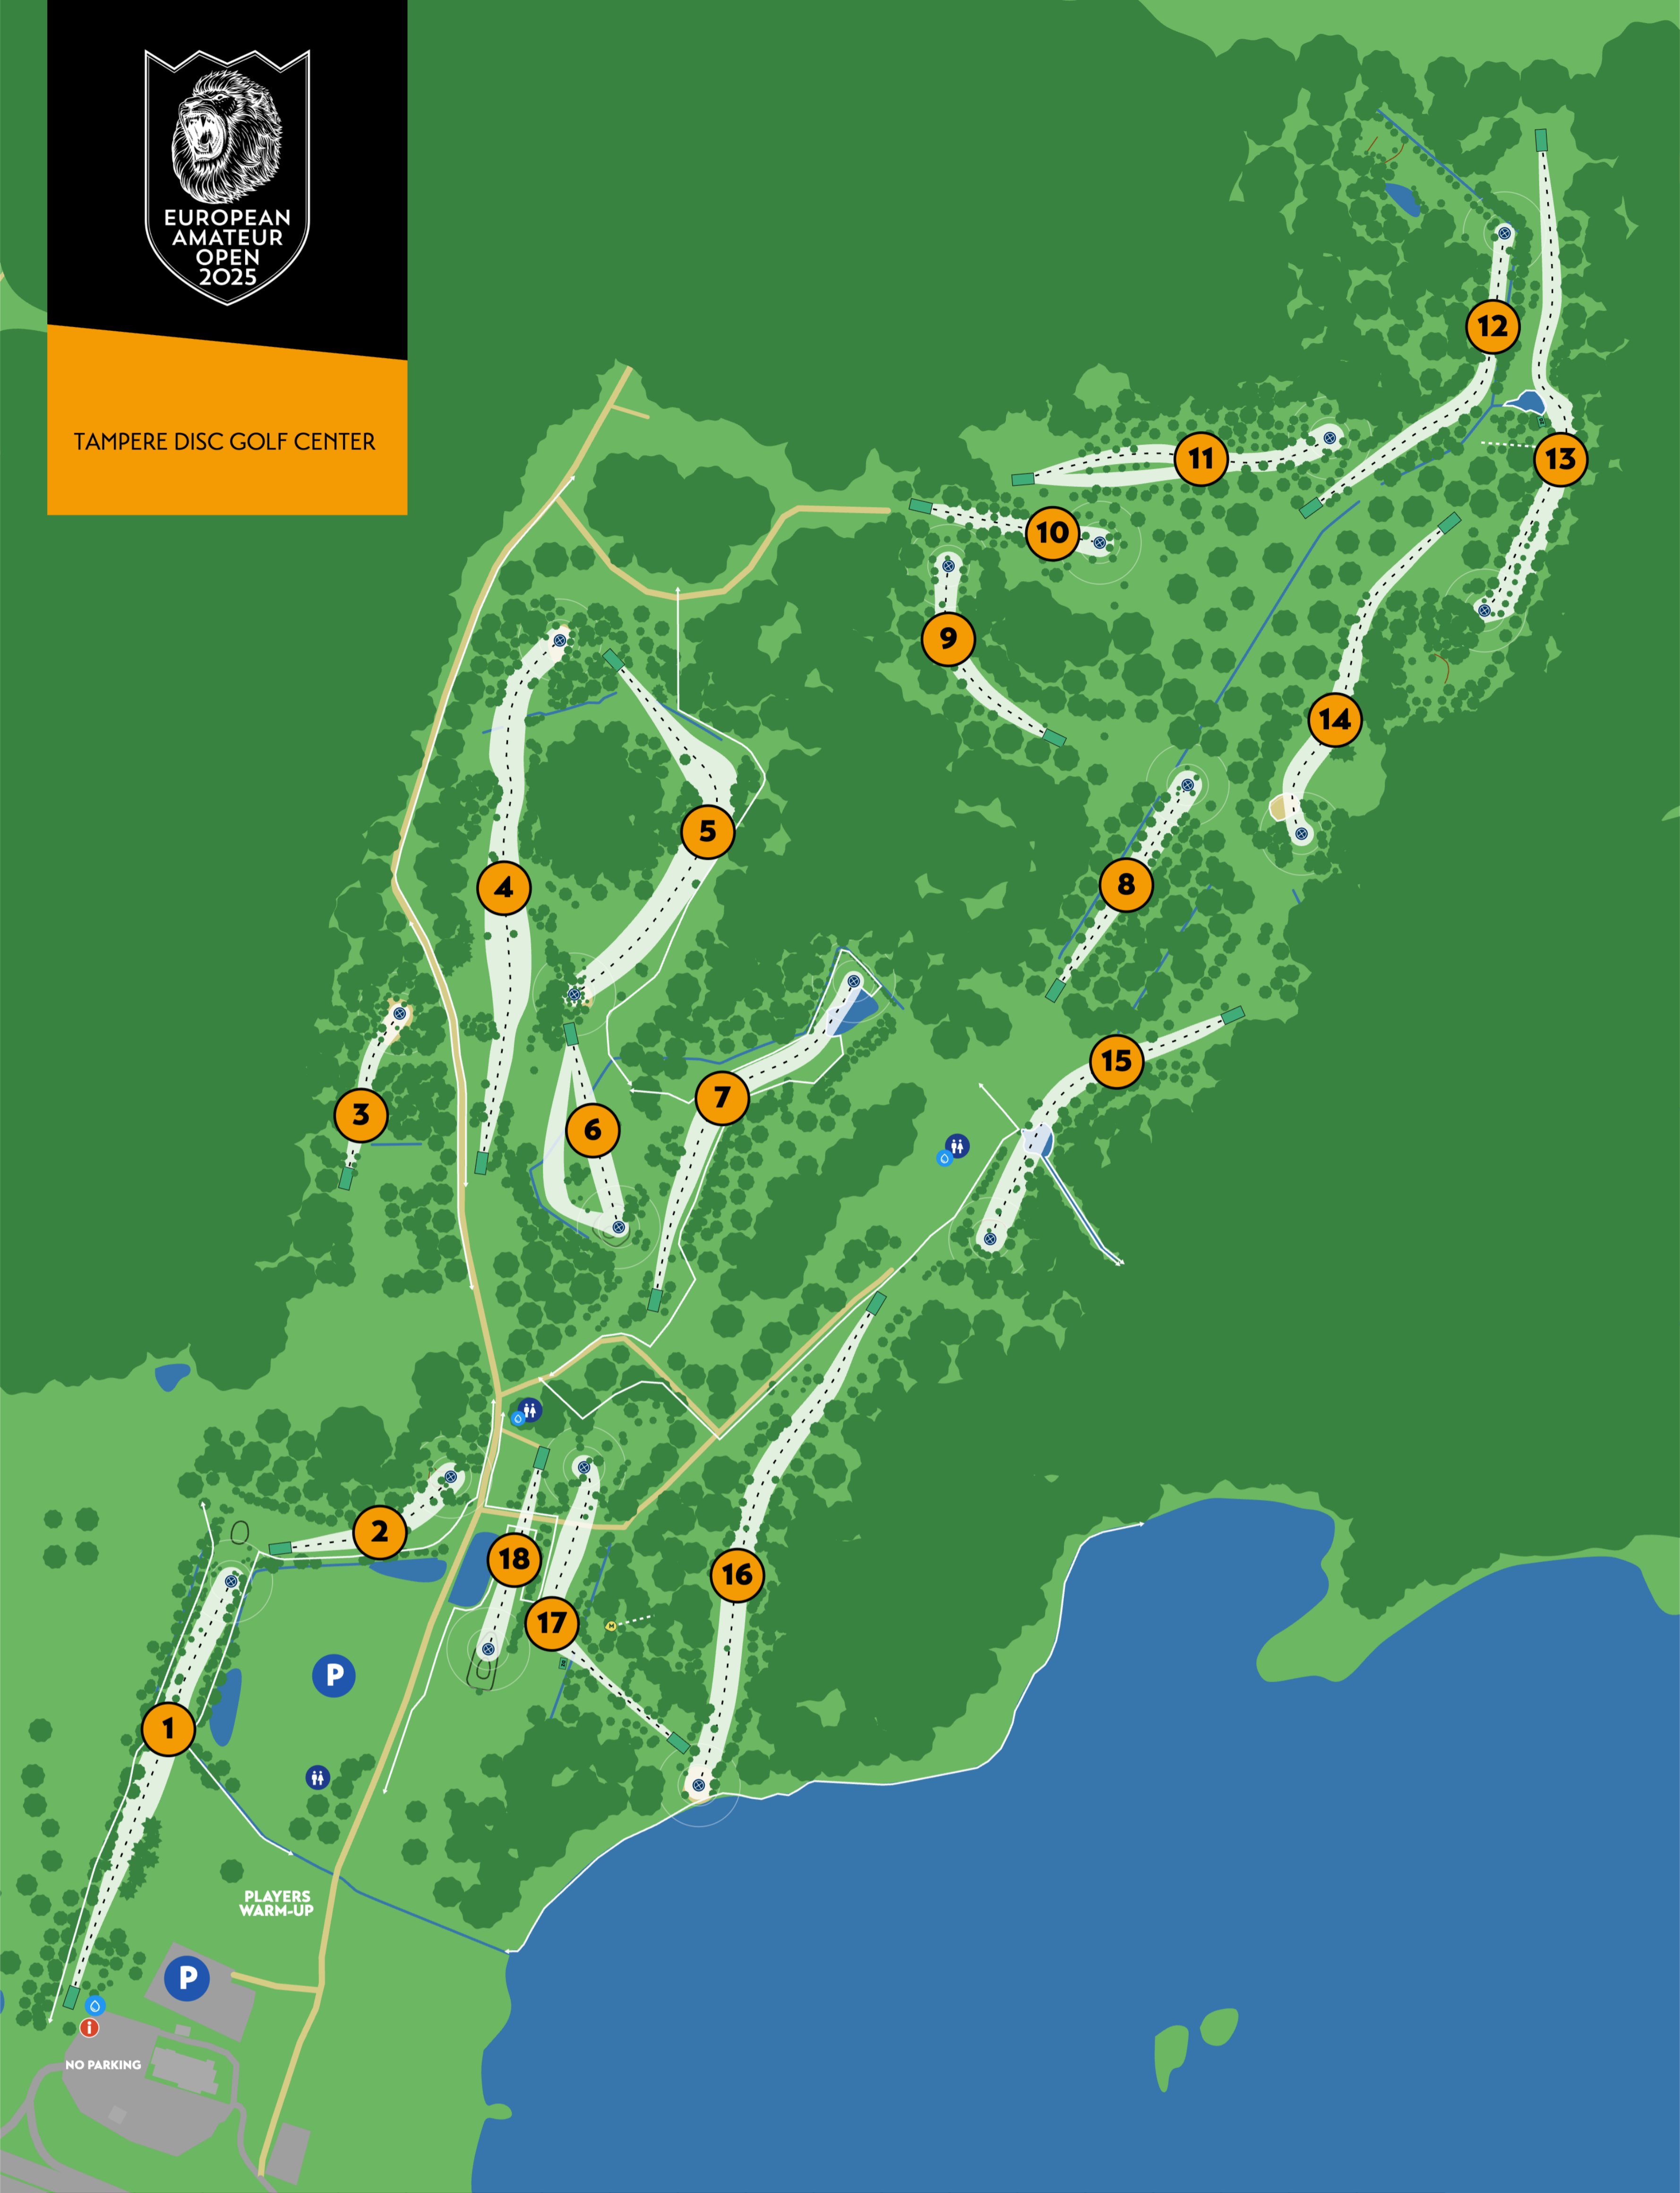 EUROPEAN
AMATEUR
OPEN
2025
TAMPERE DISC GOLF CENTER
12
11
13
10
9
14
5
8
4
15
7
3
6
2
18
16
17
P
1
PLAYERS
WARM-UP
P
i
NO PARKING